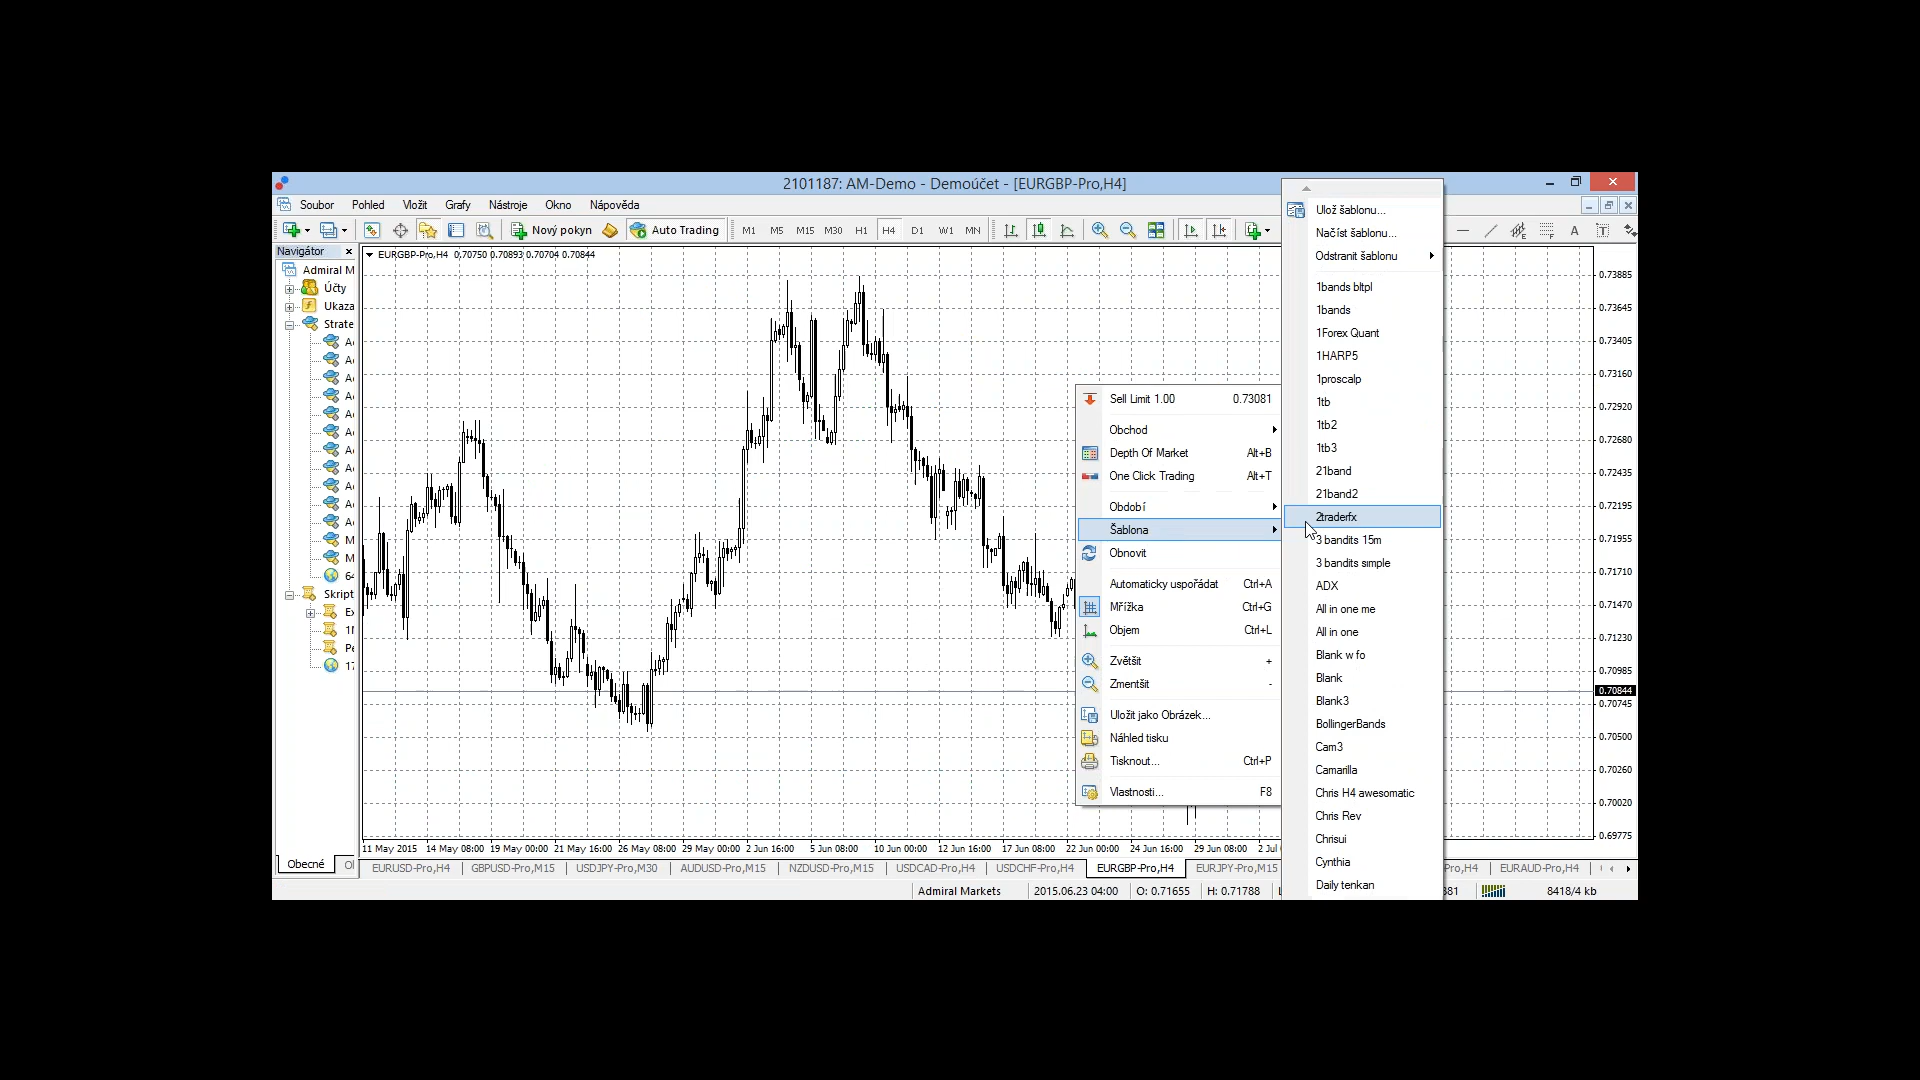 2101187: AM-Demo - Demoúčet - [EURGBP-Pro,H4]
Soubor Pohled Vložit Grafy Nástroje Okno Nápověda
Nový pokyn Auto Trading M1 M5 M15 M30 H1 H4 D1 W1 MN
Navigátor
Admiral M
Účty
Ukaza
Strate
Skript
EURGBP-Pro,H4 0.70750 0.70893 0.70704 0.70844
0.73885
0.73645
0.73405
0.73160
0.72920
0.72680
0.72435
0.72195
0.71955
0.71710
0.71470
0.71230
0.70985
0.70844
0.70745
0.70500
0.70260
0.70020
0.69775
Sell Limit 1.00 0.73081
Obchod
Depth Of Market Alt+B
One Click Trading Alt+T
Období
Šablona
Obnovit
Automaticky uspořádat Ctrl+A
Mřížka Ctrl+G
Objem Ctrl+L
Zvětšit +
Zmentšit -
Uložit jako Obrázek...
Náhled tisku
Tisknout... Ctrl+P
Vlastnosti... F8
Ulož šablonu...
Načíst šablonu...
Odstranit šablonu
1bands bltpl
1bands
1Forex Quant
1HARP5
1proscalp
1tb
1tb2
1tb3
21band
21band2
2traderfx
3 bandits 15m
3 bandits simple
ADX
All in one me
All in one
Blank w fo
Blank
Blank3
BollingerBands
Cam3
Camarilla
Chris H4 awesomatic
Chris Rev
Chrisui
Cynthia
Daily tenkan
11 May 2015 14 May 08:00 19 May 00:00 21 May 16:00 26 May 08:00 29 May 00:00 2 Jun 16:00 5 Jun 08:00 10 Jun 00:00 12 Jun 16:00 17 Jun 08:00 22 Jun 00:00 24 Jun 16:00 29 Jun 08:00 2 Jul
Obecné
EURUSD-Pro,H4 GBPUSD-Pro,M15 USDJPY-Pro,M30 AUDUSD-Pro,M15 NZDUSD-Pro,M15 USDCAD-Pro,H4 USDCHF-Pro,H4 EURGBP-Pro,H4 EURJPY-Pro,M15 Pro,H4 EURAUD-Pro,H4
Admiral Markets 2015.06.23 04:00 O: 0.71655 H: 0.71788 381 8418/4 kb